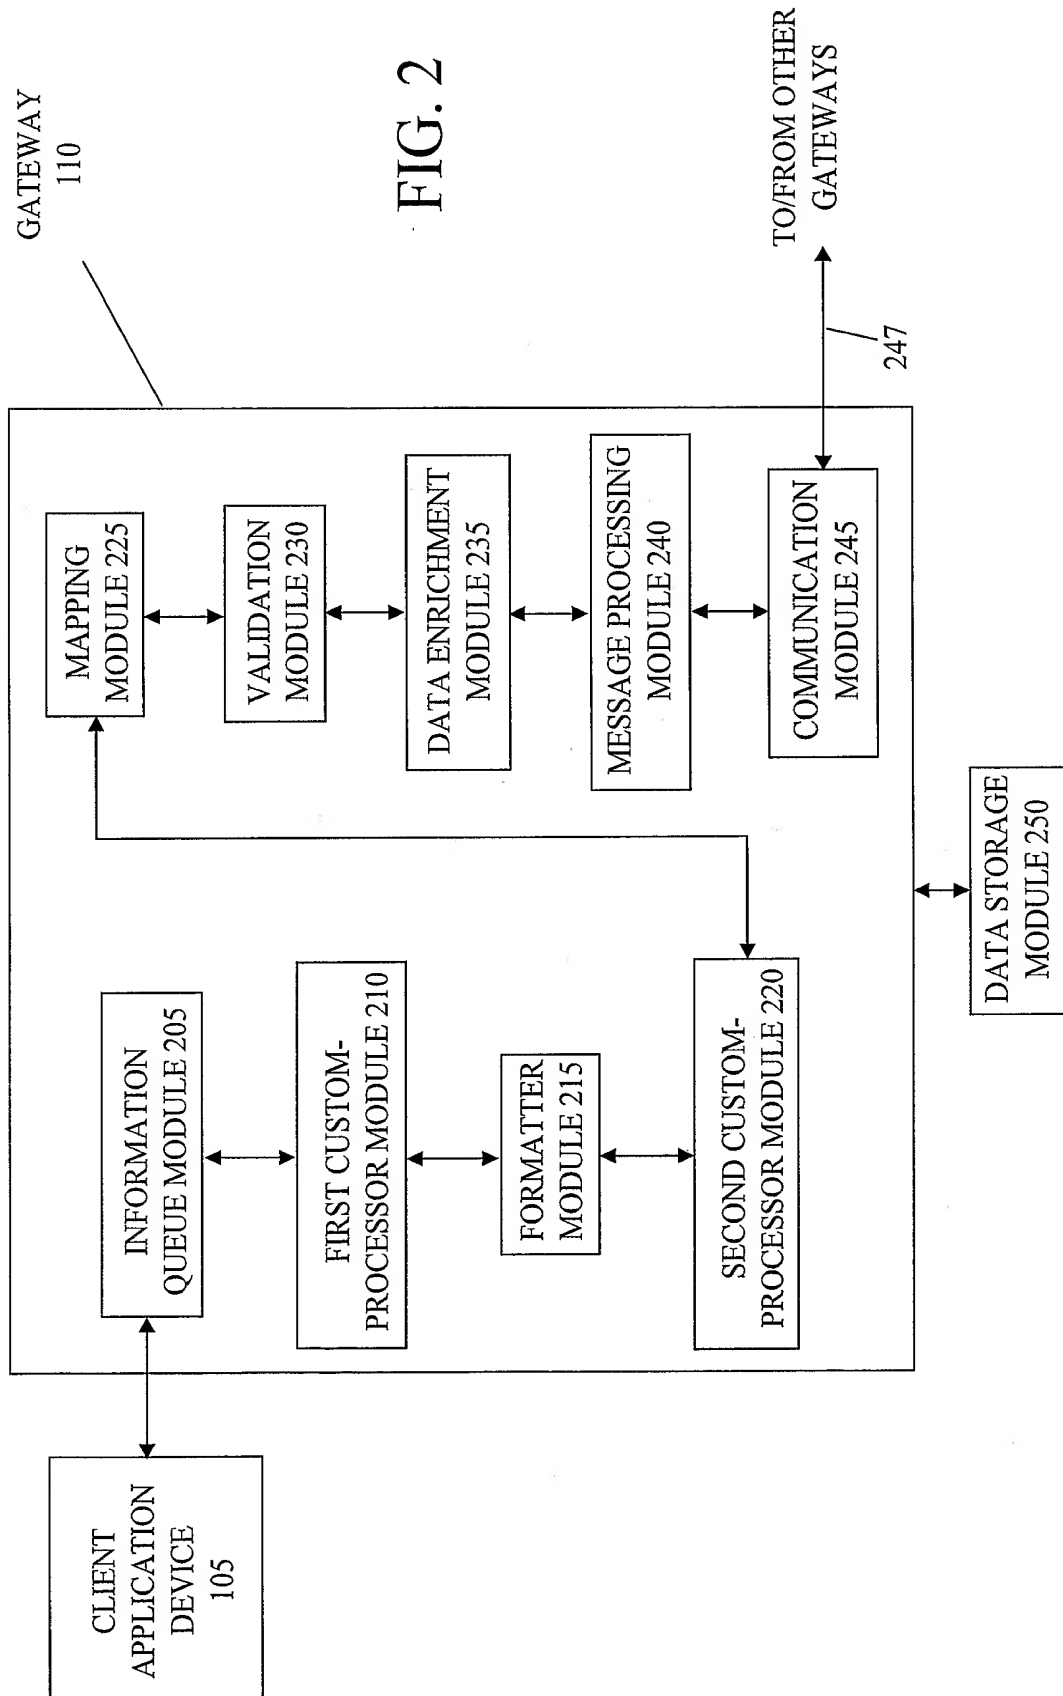 CLIENT
APPLICATION
DEVICE
105
INFORMATION
QUEUE MODULE 205
FIRST CUSTOM-
PROCESSOR MODULE 210
FORMATTER
MODULE 215
SECOND CUSTOM-
PROCESSOR MODULE 220
MAPPING
MODULE 225
VALIDATION
MODULE 230
DATA ENRICHMENT
MODULE 235
MESSAGE PROCESSING
MODULE 240
COMMUNICATION
MODULE 245
DATA STORAGE
MODULE 250
GATEWAY
110
247
TO/FROM OTHER
GATEWAYS
FIG. 2